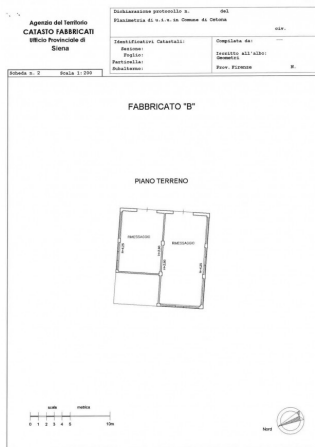 Agenzia del Territorio
CATASTO FABBRICATI
Ufficio Provinciale di
Siena
Dichiarazione protocollo n. del
Planimetria di u.i.u. in Comune di Cetona
civ.
Identificativi Catastali:
Sezione:
Foglio:
Particella:
Subalterno:
Compilata da:
Iscritto all'albo:
Geometri
Prov. Firenze N.
Scheda n. 2 Scala 1:200
FABBRICATO "B"
PIANO TERRENO
RIMESSAGGIO
RIMESSAGGIO
scala metrica
0 1 2 3 4 5 10m
Nord